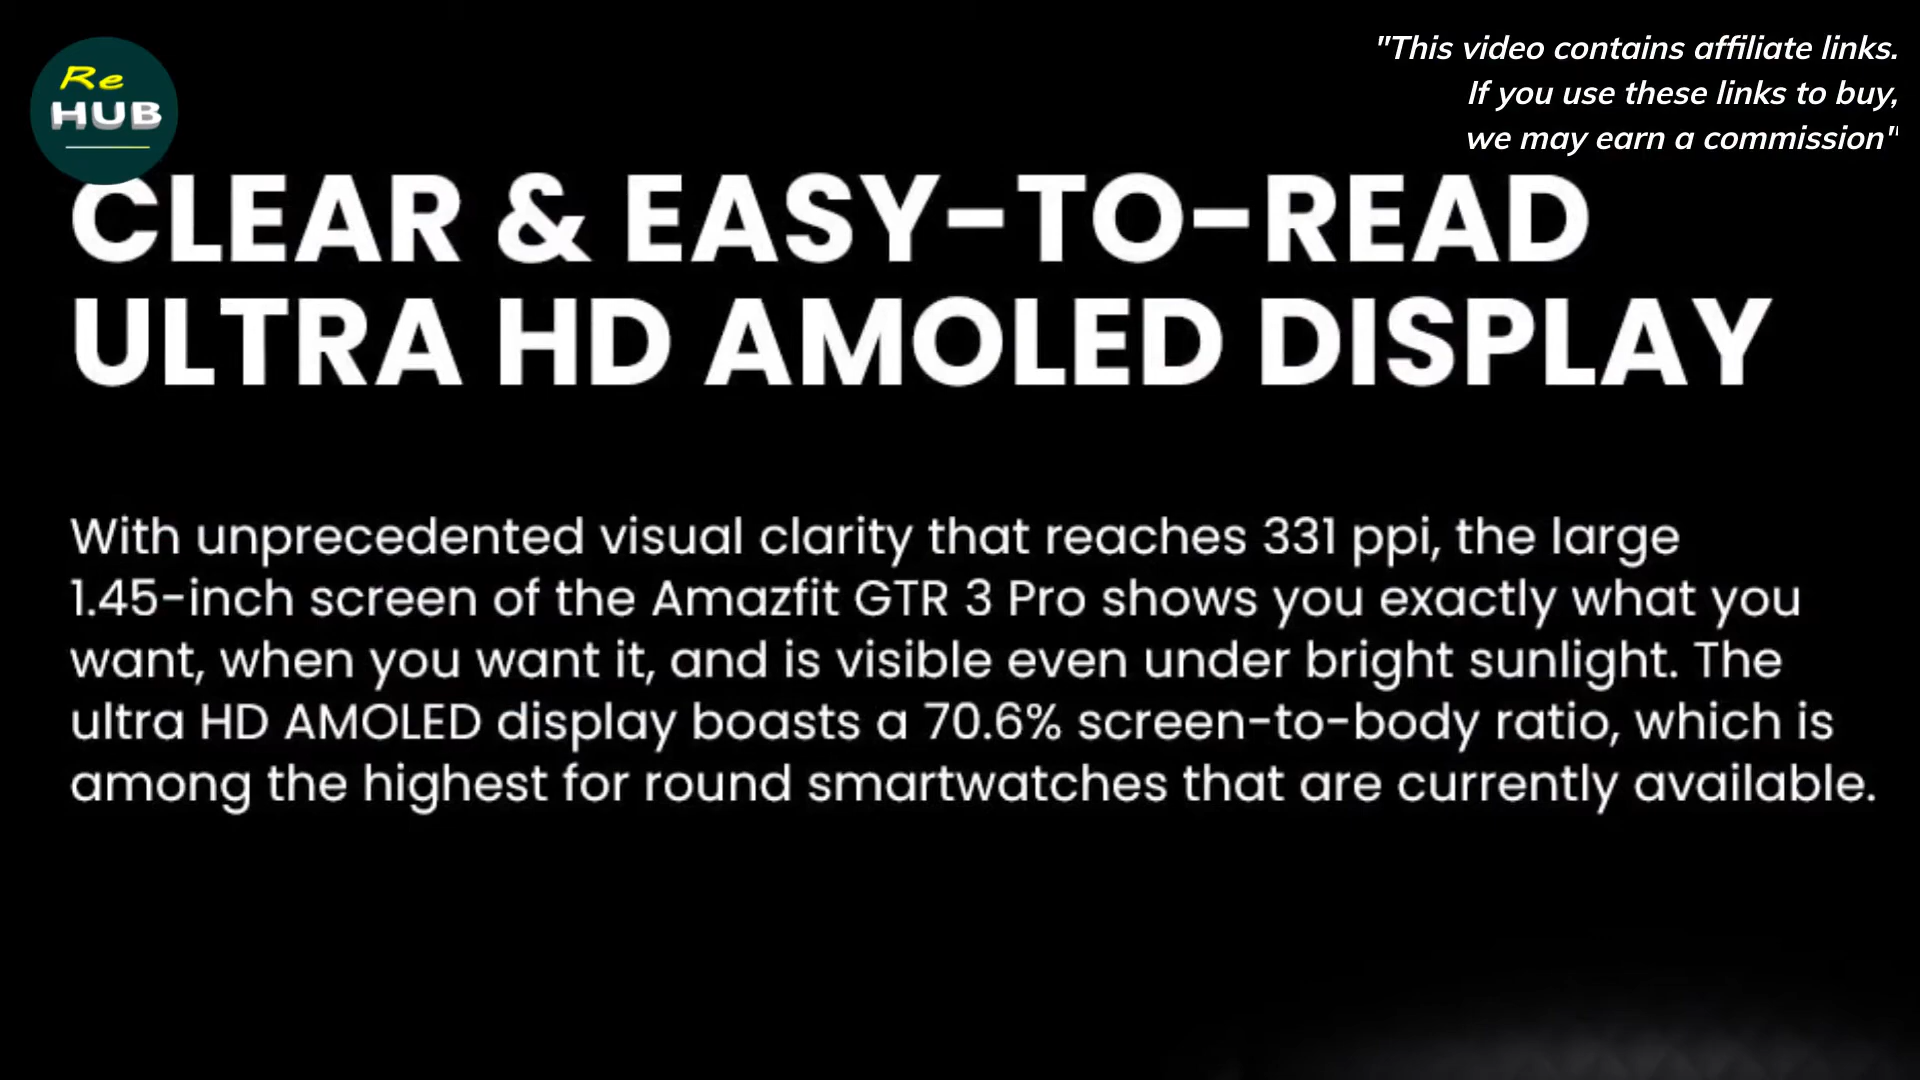 Re
HUB
"This video contains affiliate links.
If you use these links to buy,
we may earn a commission"
CLEAR & EASY-TO-READ
ULTRA HD AMOLED DISPLAY
With unprecedented visual clarity that reaches 331 ppi, the large
1.45-inch screen of the Amazfit GTR 3 Pro shows you exactly what you
want, when you want it, and is visible even under bright sunlight. The
ultra HD AMOLED display boasts a 70.6% screen-to-body ratio, which is
among the highest for round smartwatches that are currently available.